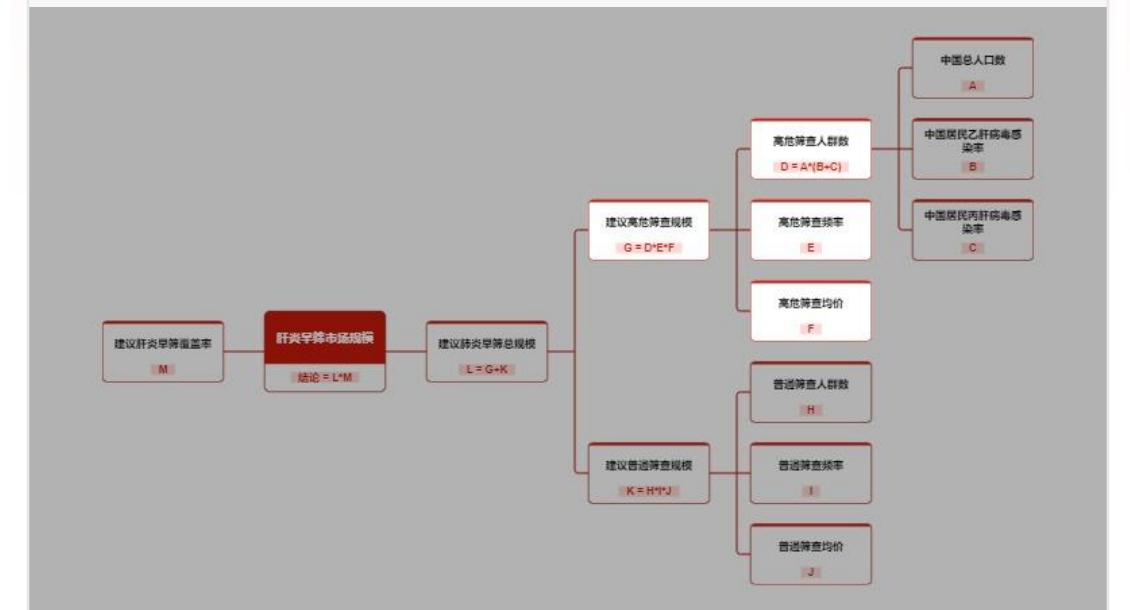 中国总人口数
A
高危筛查人群数
D = A*(B+C)
中国居民乙肝病毒感
染率
B
建议高危筛查规模
G = D*E*F
高危筛查频率
E
中国居民丙肝病毒感
染率
C
高危筛查均价
F
建议肝炎早筛覆盖率
M
肝炎早筛市场规模
结论 = L*M
建议肺炎早筛总规模
L = G+K
普通筛查人群数
H
建议普通筛查规模
K = H*I*J
普通筛查频率
I
普通筛查均价
J